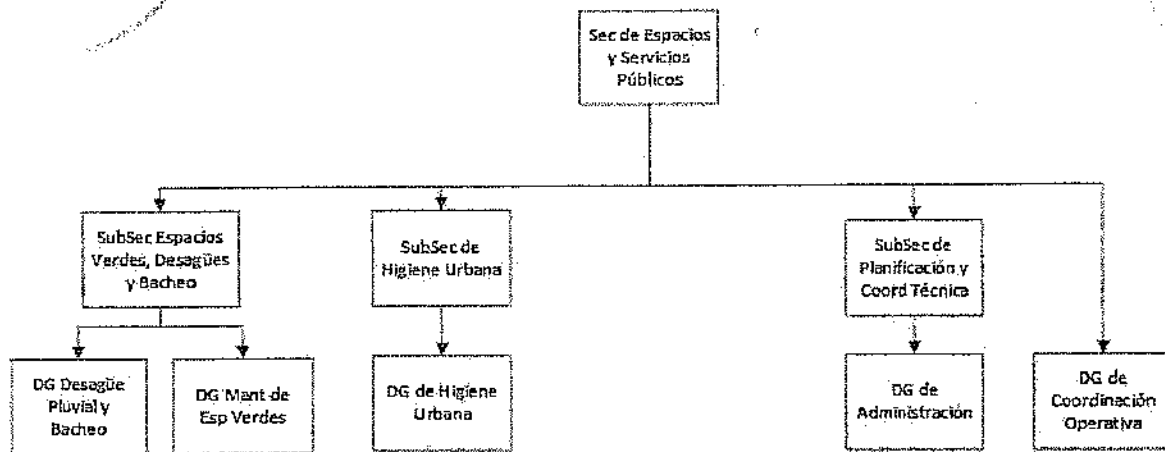 Sec de Espacios
y Servicios
Públicos
SubSec Espacios
Verdes, Desagües
y Bacheo
SubSec de
Higiene Urbana
SubSec de
Planificación y
Coord Técnica
DG Desagüe
Pluvial y
Bacheo
DG Mant de
Esp Verdes
DG de Higiene
Urbana
DG de
Administración
DG de
Coordinación
Operativa